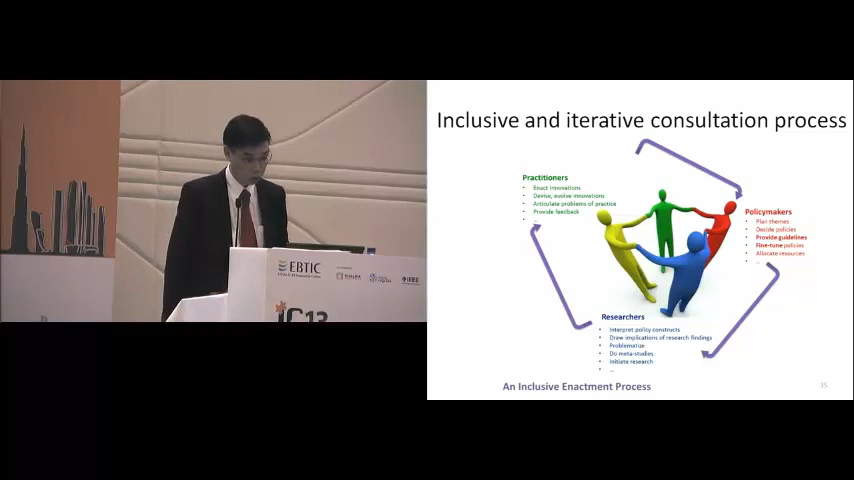 Inclusive and iterative consultation process
Practitioners
• Enact innovations
• Devise, evolve innovations
• Articulate problems of practice
• Provide feedback
• ...
Policymakers
• Plan themes
• Decide policies
• Provide guidelines
• Fine-tune policies
• Allocate resources
• ...
Researchers
• Interpret policy constructs
• Draw implications of research findings
• Problematize
• Do meta-studies
• Initiate research
• ...
An Inclusive Enactment Process
35
EBTIC
IEEE
13